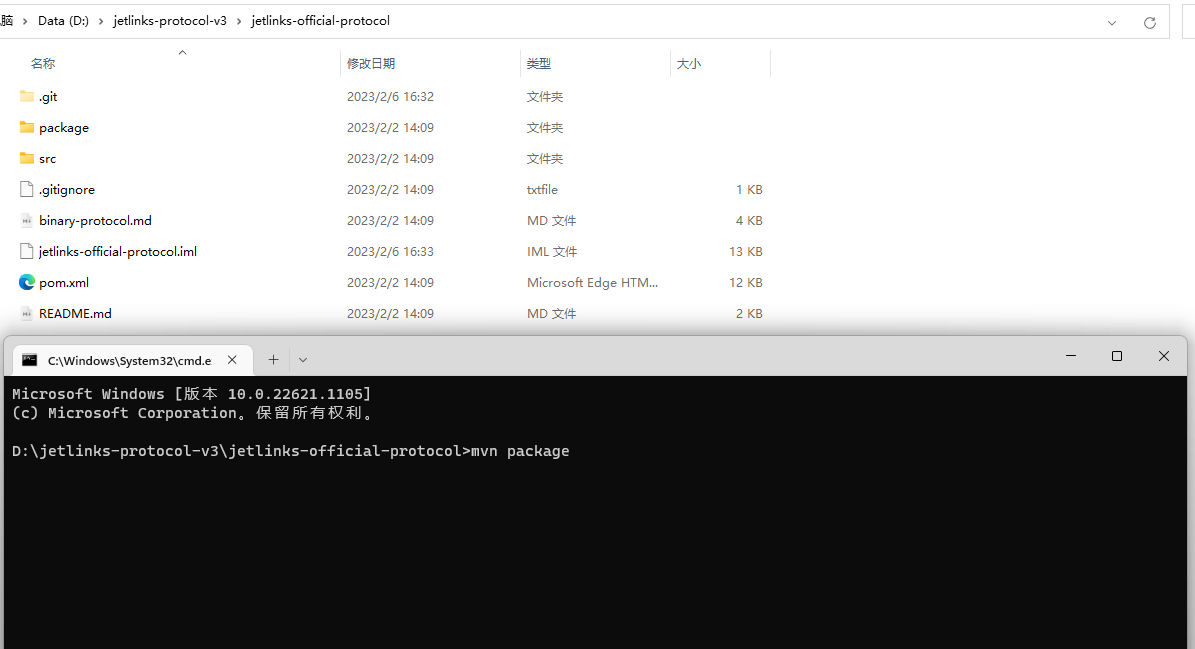 脑 › Data (D:) › jetlinks-protocol-v3 › jetlinks-official-protocol
名称 修改日期 类型 大小
.git 2023/2/6 16:32 文件夹
package 2023/2/2 14:09 文件夹
src 2023/2/2 14:09 文件夹
.gitignore 2023/2/2 14:09 txtfile 1 KB
binary-protocol.md 2023/2/2 14:09 MD 文件 4 KB
jetlinks-official-protocol.iml 2023/2/6 16:33 IML 文件 13 KB
pom.xml 2023/2/2 14:09 Microsoft Edge HTM... 12 KB
README.md 2023/2/2 14:09 MD 文件 2 KB
C:\Windows\System32\cmd.e
Microsoft Windows [版本 10.0.22621.1105]
(c) Microsoft Corporation。保留所有权利。
D:\jetlinks-protocol-v3\jetlinks-official-protocol>mvn package